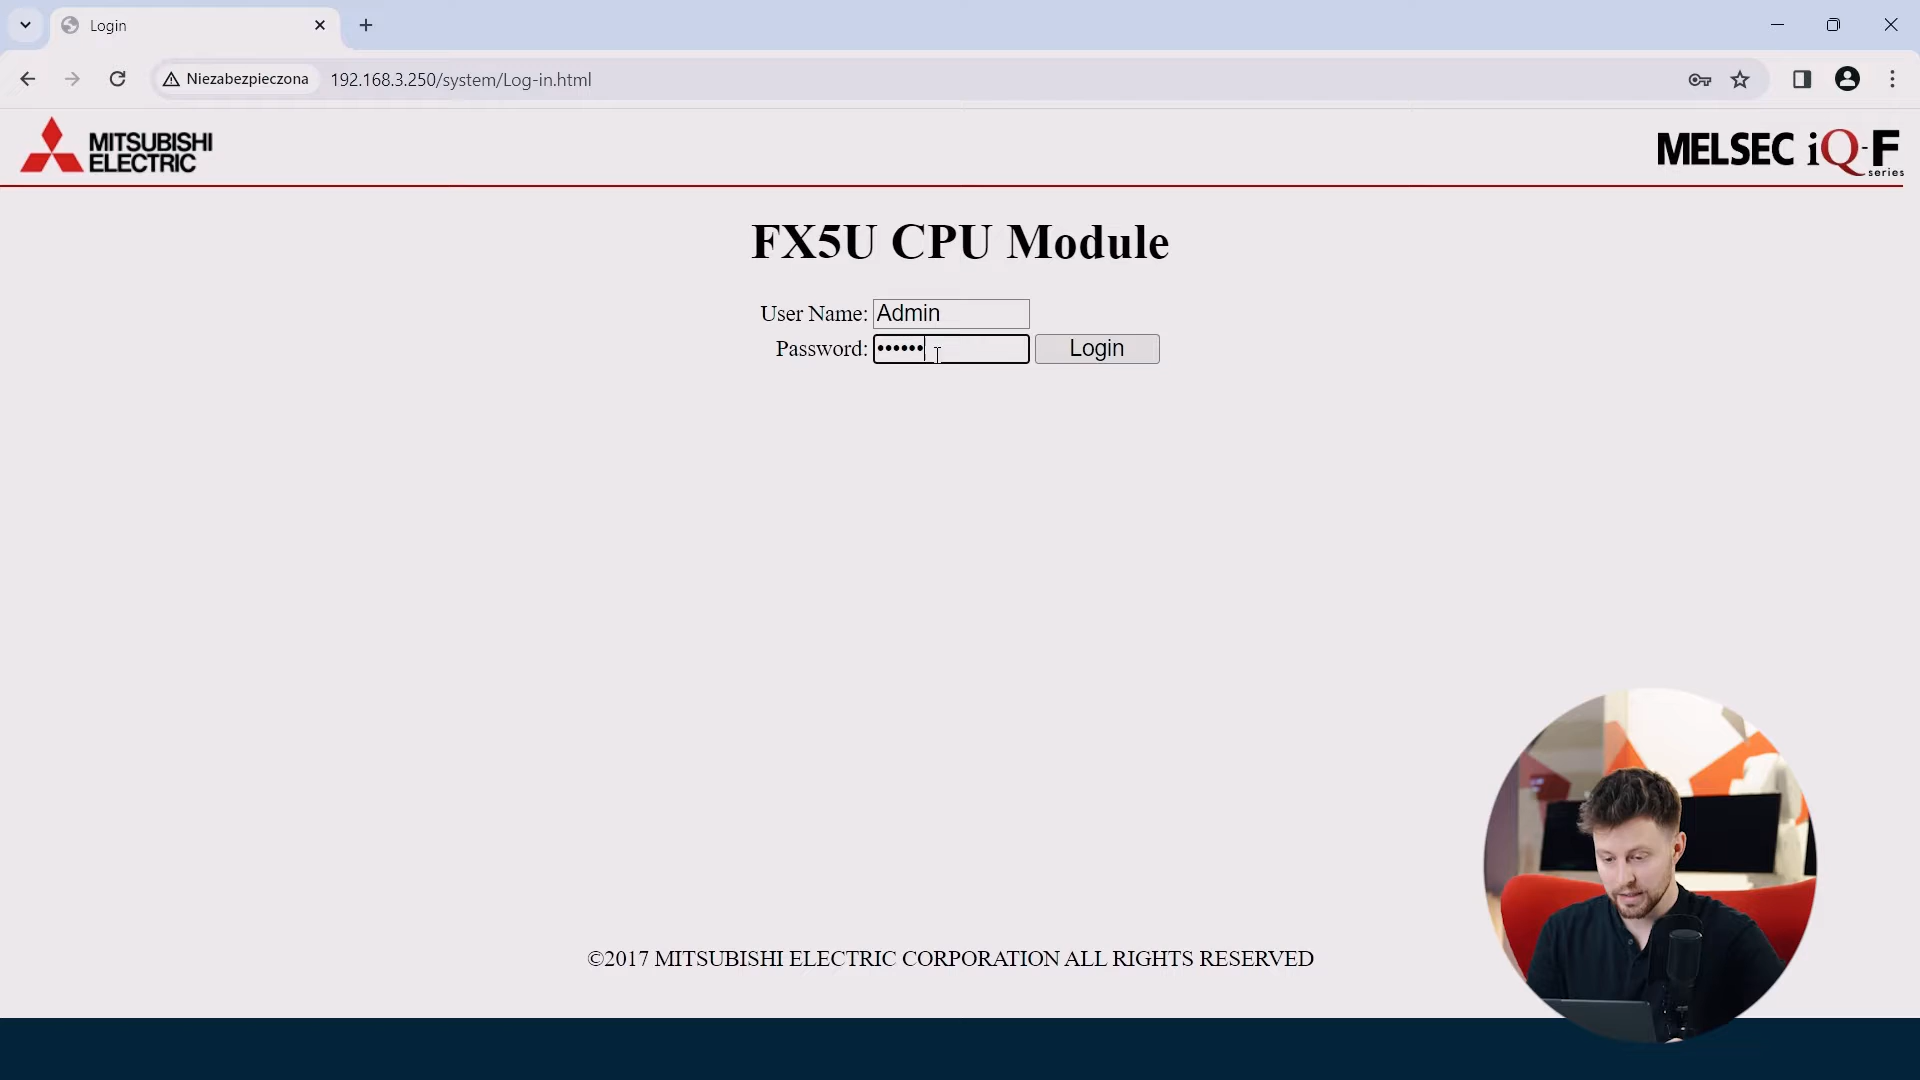 Login
Niezabezpieczona
192.168.3.250/system/Log-in.html
MITSUBISHI
ELECTRIC
MELSEC iQ-F
series
FX5U CPU Module
User Name: Admin
Password: •••••• Login
©2017 MITSUBISHI ELECTRIC CORPORATION ALL RIGHTS RESERVED